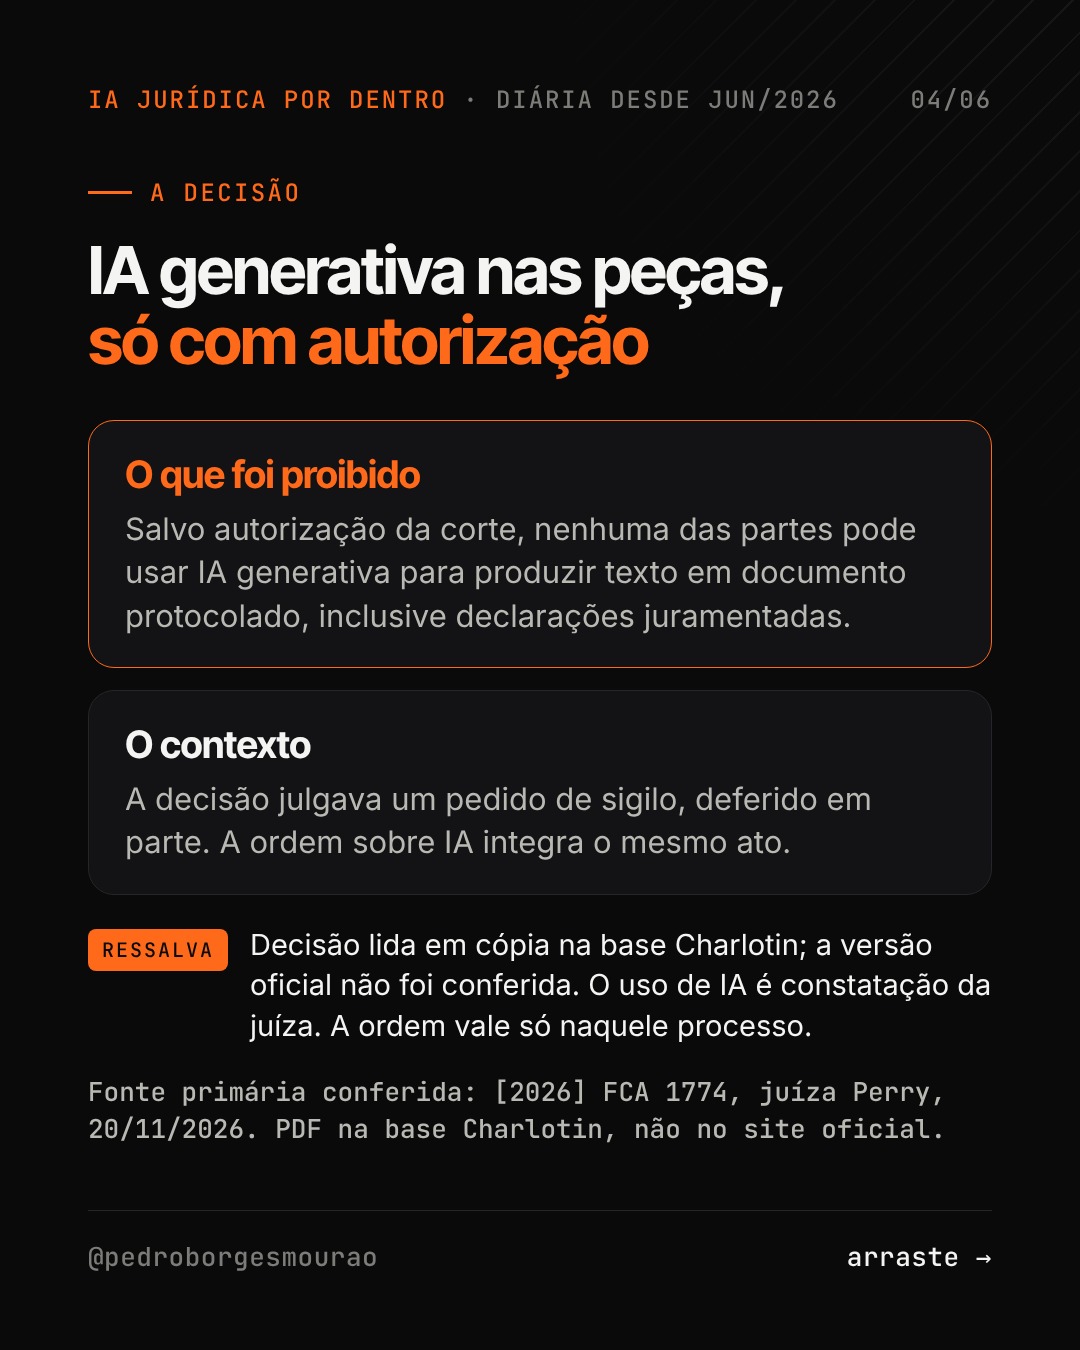 IA JURÍDICA POR DENTRO · DIÁRIA DESDE JUN/2026 04/06
A DECISÃO
IA generativa nas peças,
só com autorização
O que foi proibido
Salvo autorização da corte, nenhuma das partes pode
usar IA generativa para produzir texto em documento
protocolado, inclusive declarações juramentadas.
O contexto
A decisão julgava um pedido de sigilo, deferido em
parte. A ordem sobre IA integra o mesmo ato.
RESSALVA Decisão lida em cópia na base Charlotin; a versão
oficial não foi conferida. O uso de IA é constatação da
juíza. A ordem vale só naquele processo.
Fonte primária conferida: [2026] FCA 1774, juíza Perry,
20/11/2026. PDF na base Charlotin, não no site oficial.
@pedroborgesmourao arraste →